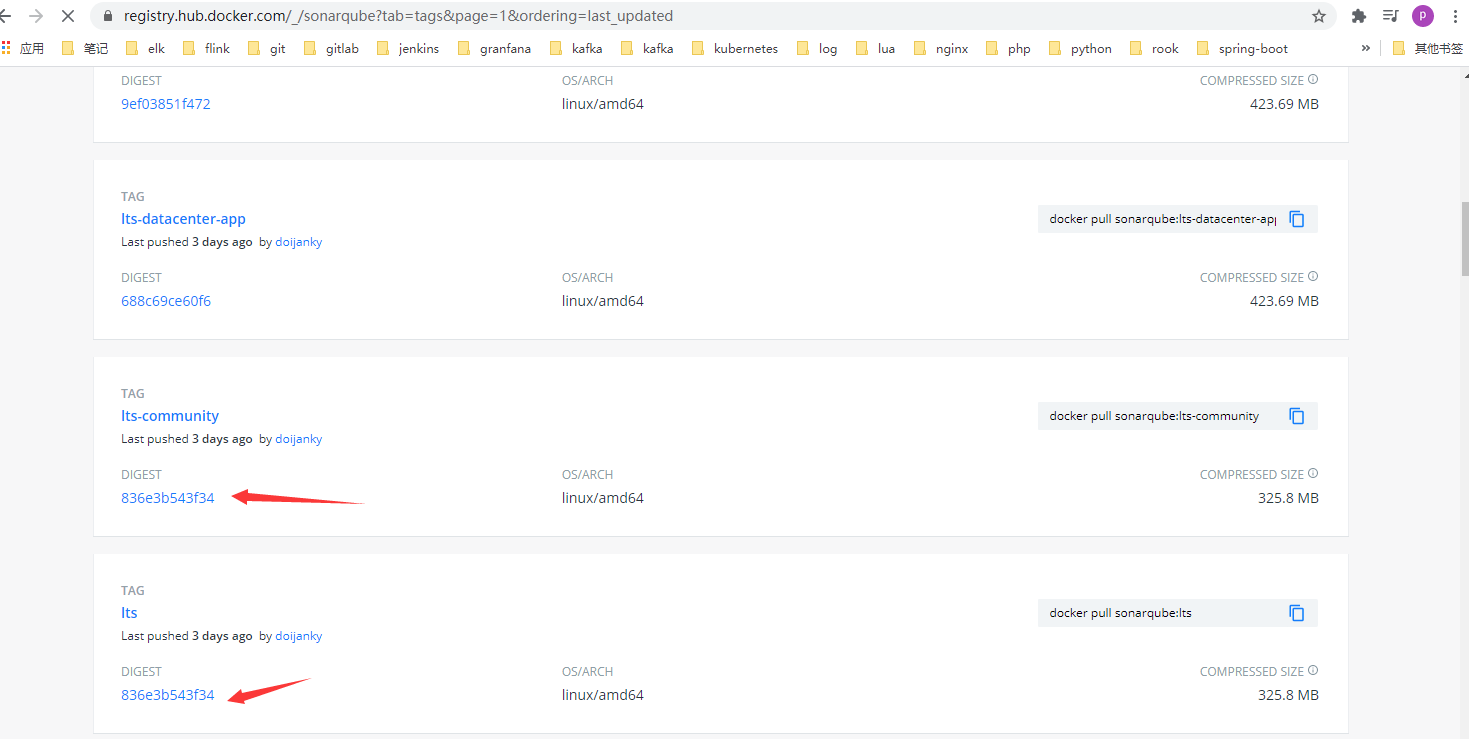 registry.hub.docker.com/_/sonarqube?tab=tags&page=1&ordering=last_updated
P
应用 笔记 elk flink git gitlab jenkins granfana kafka kafka kubernetes log lua nginx php python rook spring-boot » 其他书签
DIGEST OS/ARCH COMPRESSED SIZE
9ef03851f472 linux/amd64 423.69 MB
TAG
lts-datacenter-app docker pull sonarqube:lts-datacenter-app
Last pushed 3 days ago by doijanky
DIGEST OS/ARCH COMPRESSED SIZE
688c69ce60f6 linux/amd64 423.69 MB
TAG
lts-community docker pull sonarqube:lts-community
Last pushed 3 days ago by doijanky
DIGEST OS/ARCH COMPRESSED SIZE
836e3b543f34 linux/amd64 325.8 MB
TAG
lts docker pull sonarqube:lts
Last pushed 3 days ago by doijanky
DIGEST OS/ARCH COMPRESSED SIZE
836e3b543f34 linux/amd64 325.8 MB